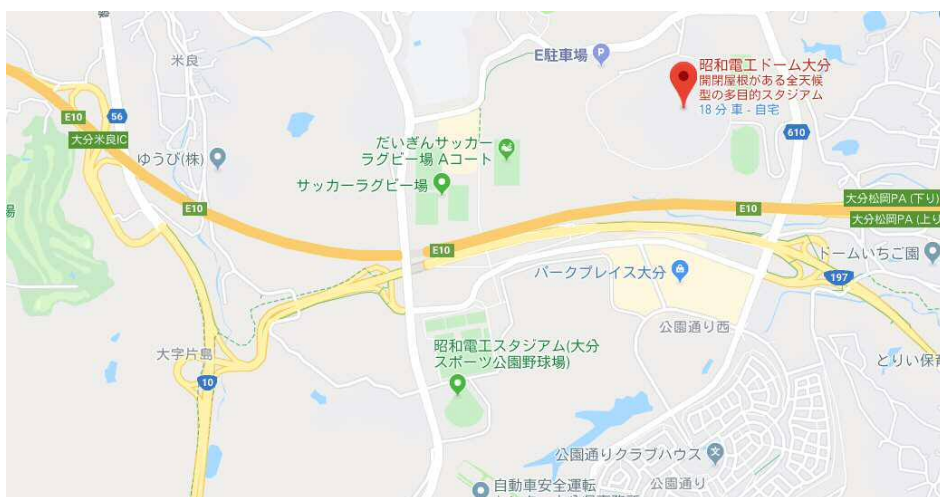 米良
E駐車場
昭和電工ドーム大分
開閉屋根がある全天候
型の多目的スタジアム
18 分 車 - 自宅
E10
56
大分米良IC
610
だいぎんサッカー
ラグビー場 Aコート
ゆうび(株)
サッカーラグビー場
場
E10
E10
大分松岡PA (下り)
大分松岡PA (上り
E10
ドームいちご園
パークプレイス大分
197
公園通り西
昭和電工スタジアム(大分
スポーツ公園野球場)
大字片島
とりい保育
10
公園通りクラブハウス
文
自動車安全運転
公園通り